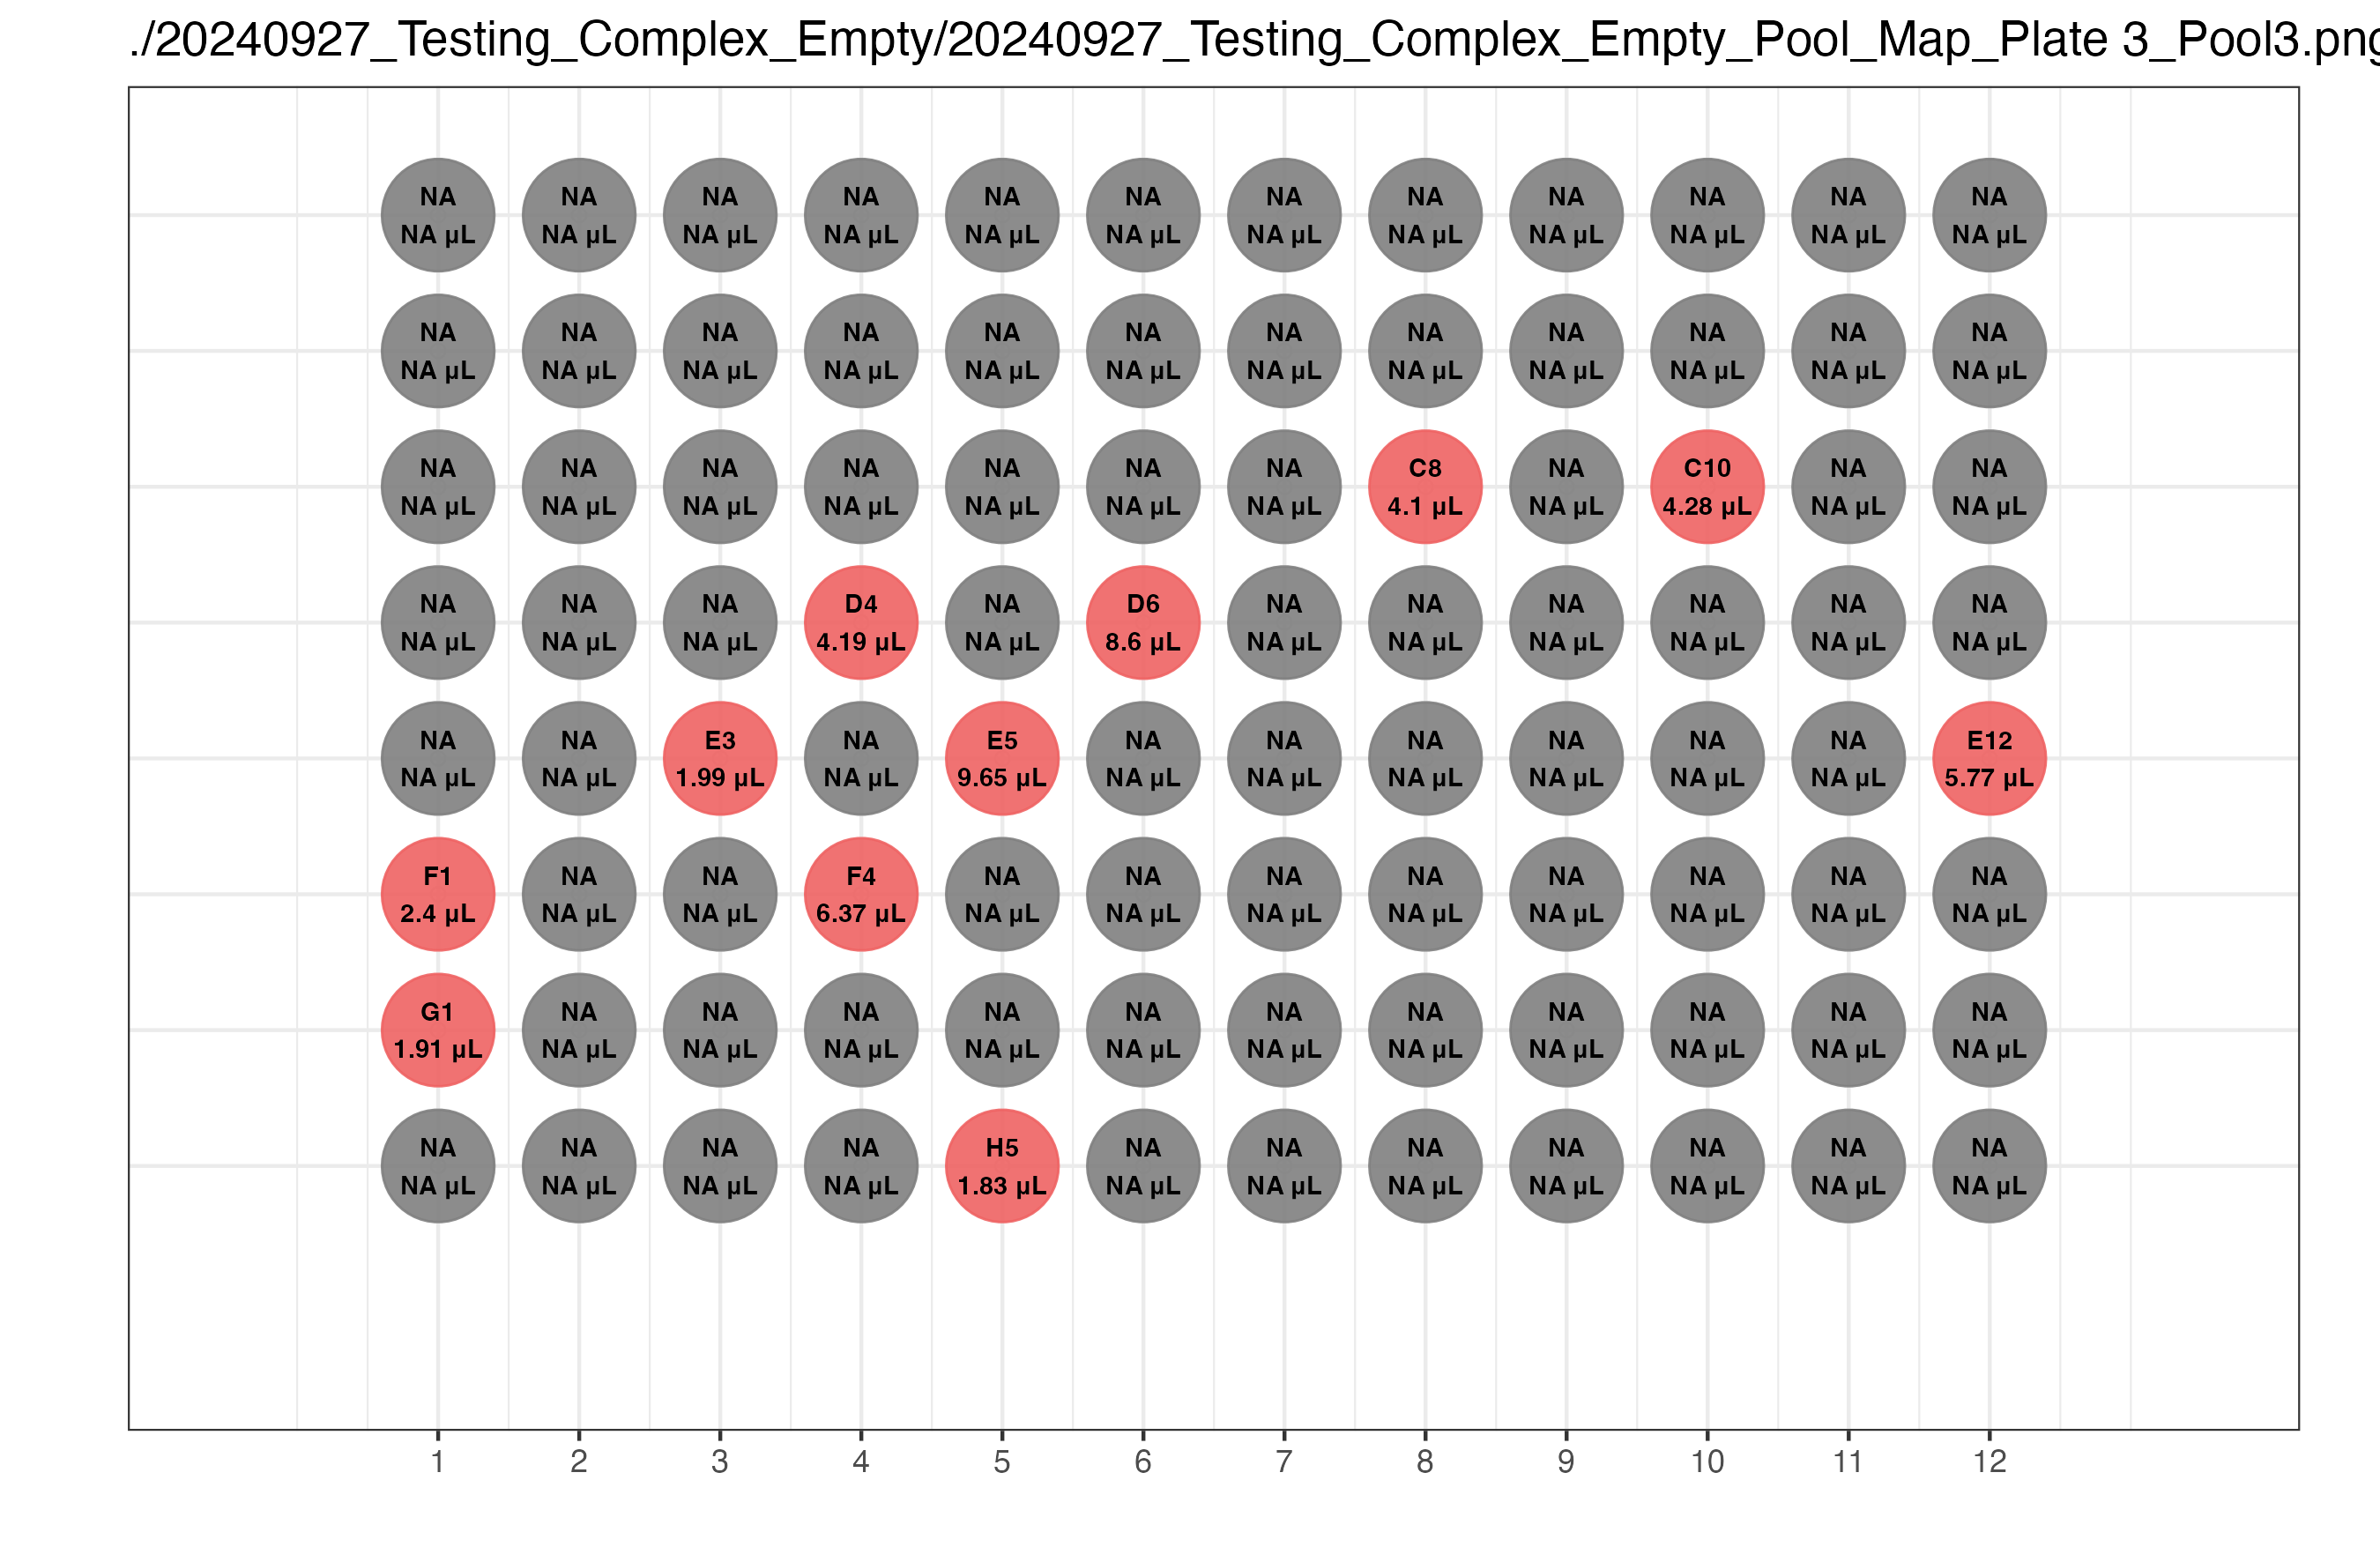 ./20240927_Testing_Complex_Empty/20240927_Testing_Complex_Empty_Pool_Map_Plate 3_Pool3.png
NA NA NA NA NA NA NA NA NA NA NA NA
NA µL NA µL NA µL NA µL NA µL NA µL NA µL NA µL NA µL NA µL NA µL NA µL
NA NA NA NA NA NA NA NA NA NA NA NA
NA µL NA µL NA µL NA µL NA µL NA µL NA µL NA µL NA µL NA µL NA µL NA µL
NA NA NA NA NA NA NA C8 NA C10 NA NA
NA µL NA µL NA µL NA µL NA µL NA µL NA µL 4.1 µL NA µL 4.28 µL NA µL NA µL
NA NA NA D4 NA D6 NA NA NA NA NA NA
NA µL NA µL NA µL 4.19 µL NA µL 8.6 µL NA µL NA µL NA µL NA µL NA µL NA µL
NA NA E3 NA E5 NA NA NA NA NA NA E12
NA µL NA µL 1.99 µL NA µL 9.65 µL NA µL NA µL NA µL NA µL NA µL NA µL 5.77 µL
F1 NA NA F4 NA NA NA NA NA NA NA NA
2.4 µL NA µL NA µL 6.37 µL NA µL NA µL NA µL NA µL NA µL NA µL NA µL NA µL
G1 NA NA NA NA NA NA NA NA NA NA NA
1.91 µL NA µL NA µL NA µL NA µL NA µL NA µL NA µL NA µL NA µL NA µL NA µL
NA NA NA NA H5 NA NA NA NA NA NA NA
NA µL NA µL NA µL NA µL 1.83 µL NA µL NA µL NA µL NA µL NA µL NA µL NA µL
1 2 3 4 5 6 7 8 9 10 11 12